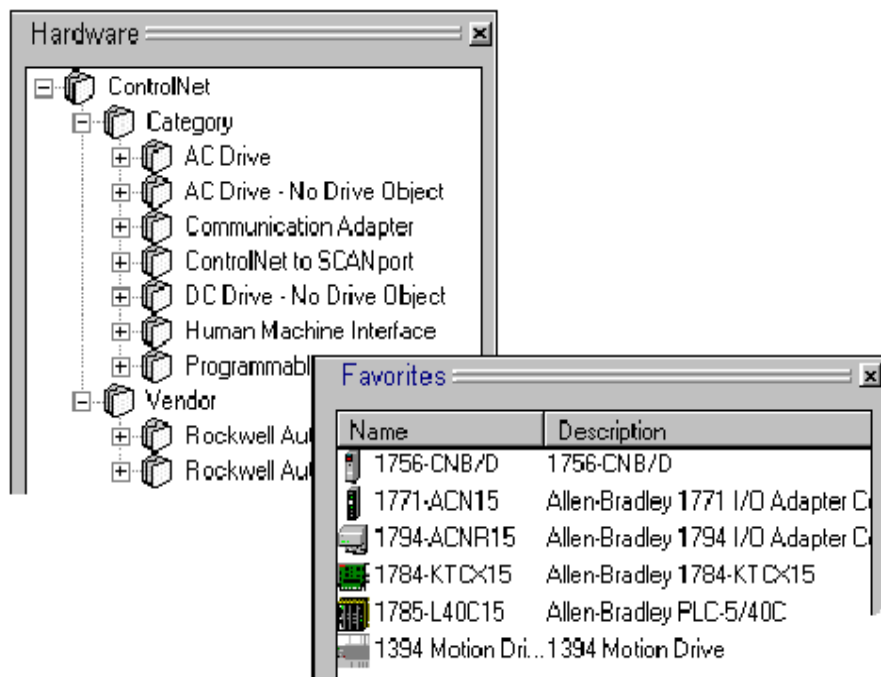 Hardware
ControlNet
Category
AC Drive
AC Drive - No Drive Object
Communication Adapter
ControlNet to SCANport
DC Drive - No Drive Object
Human Machine Interface
Programmabl
Vendor
Rockwell Au
Rockwell Au
Favorites
Name Description
1756-CNB/D 1756-CNB/D
1771-ACN15 Allen-Bradley 1771 I/O Adapter C
1794-ACNR15 Allen-Bradley 1794 I/O Adapter C
1784-KTCX15 Allen-Bradley 1784-KTCX15
1785-L40C15 Allen-Bradley PLC-5/40C
1394 Motion Dri... 1394 Motion Drive